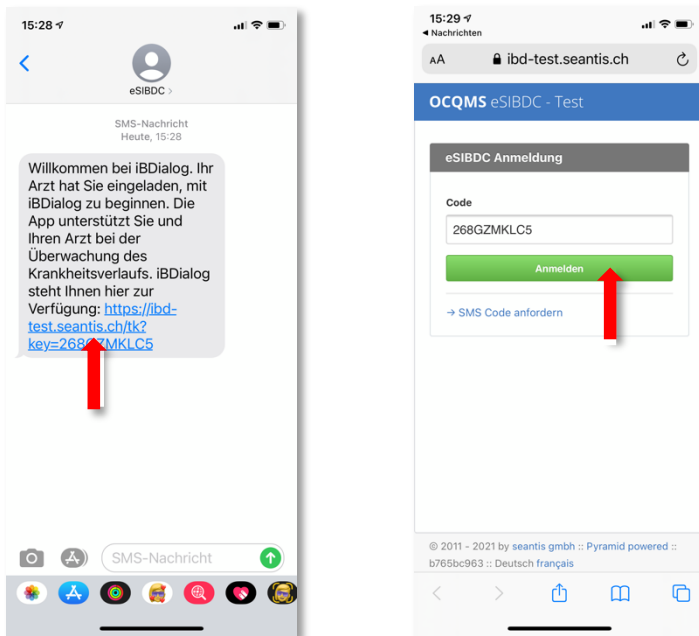 15:28
eSIBDC >
SMS-Nachricht
Heute, 15:28
Willkommen bei iBDialog. Ihr
Arzt hat Sie eingeladen, mit
iBDialog zu beginnen. Die
App unterstützt Sie und
Ihren Arzt bei der
Überwachung des
Krankheitsverlaufs. iBDialog
steht Ihnen hier zur
Verfügung: https://ibd-
test.seantis.ch/tk?
key=268GZMKLC5
SMS-Nachricht
15:29
◀ Nachrichten
AA ibd-test.seantis.ch
OCQMS eSIBDC - Test
eSIBDC Anmeldung
Code
268GZMKLC5
Anmelden
→ SMS Code anfordern
© 2011 - 2021 by seantis gmbh :: Pyramid powered ::
b765bc963 :: Deutsch français